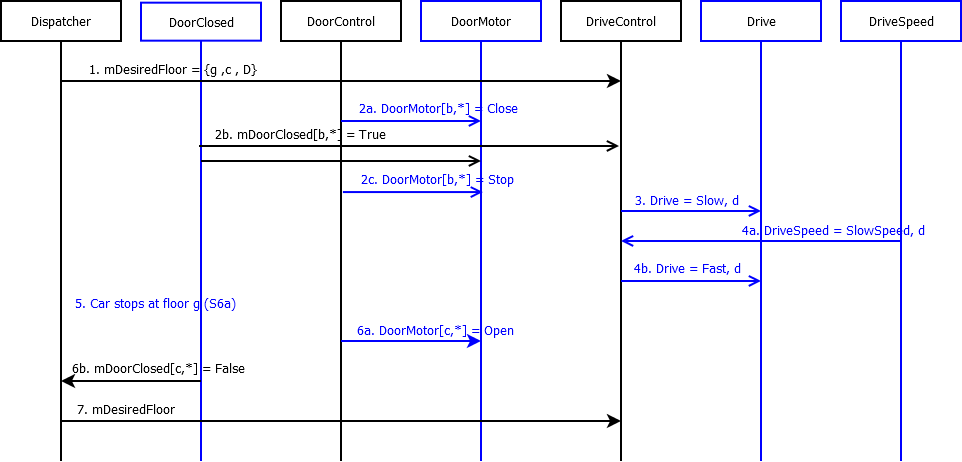 Dispatcher
DoorClosed
DoorControl
DoorMotor
DriveControl
Drive
DriveSpeed
1. mDesiredFloor = {g ,c , D}
2a. DoorMotor[b,*] = Close
2b. mDoorClosed[b,*] = True
2c. DoorMotor[b,*] = Stop
3. Drive = Slow, d
4a. DriveSpeed = SlowSpeed, d
4b. Drive = Fast, d
5. Car stops at floor g (S6a)
6a. DoorMotor[c,*] = Open
6b. mDoorClosed[c,*] = False
7. mDesiredFloor